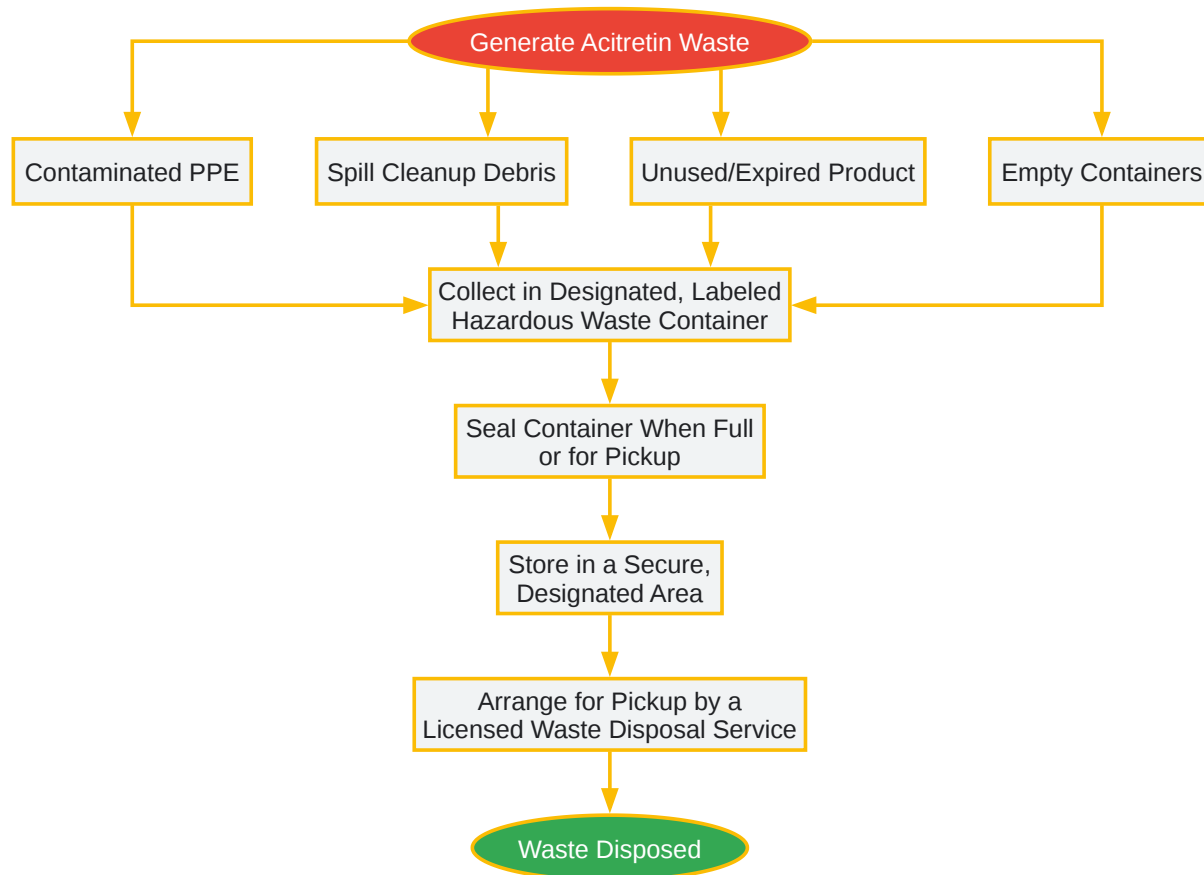 Generate Acitretin Waste
Contaminated PPE
Spill Cleanup Debris
Unused/Expired Product
Empty Containers
Collect in Designated, Labeled
Hazardous Waste Container
Seal Container When Full
or for Pickup
Store in a Secure,
Designated Area
Arrange for Pickup by a
Licensed Waste Disposal Service
Waste Disposed